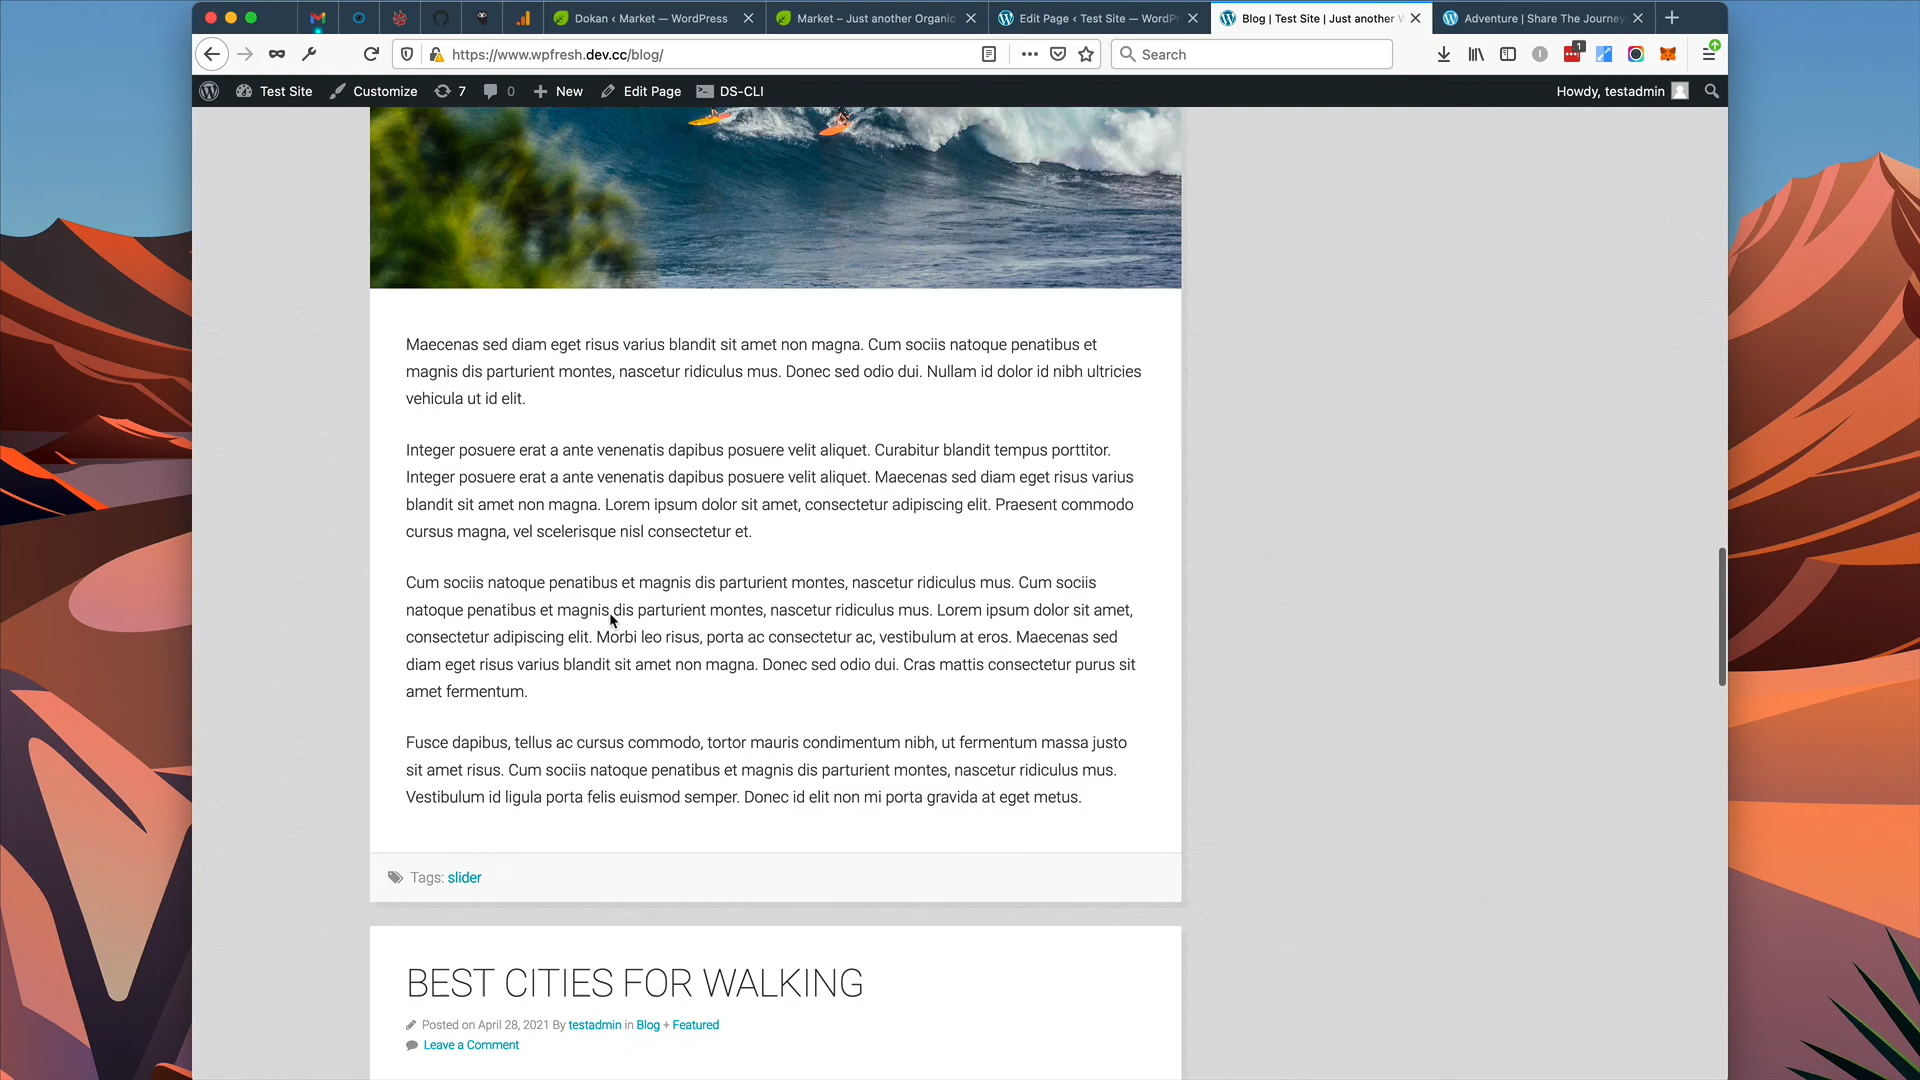 Dokan ‹ Market — WordPress
Market – Just another Organic
Edit Page ‹ Test Site — WordPr
Blog | Test Site | Just another W
Adventure | Share The Journey
https://www.wpfresh.dev.cc/blog/
Search
1
Test Site
Customize
7
0
New
Edit Page
DS-CLI
Howdy, testadmin
Maecenas sed diam eget risus varius blandit sit amet non magna. Cum sociis natoque penatibus et
magnis dis parturient montes, nascetur ridiculus mus. Donec sed odio dui. Nullam id dolor id nibh ultricies
vehicula ut id elit.
Integer posuere erat a ante venenatis dapibus posuere velit aliquet. Curabitur blandit tempus porttitor.
Integer posuere erat a ante venenatis dapibus posuere velit aliquet. Maecenas sed diam eget risus varius
blandit sit amet non magna. Lorem ipsum dolor sit amet, consectetur adipiscing elit. Praesent commodo
cursus magna, vel scelerisque nisl consectetur et.
Cum sociis natoque penatibus et magnis dis parturient montes, nascetur ridiculus mus. Cum sociis
natoque penatibus et magnis dis parturient montes, nascetur ridiculus mus. Lorem ipsum dolor sit amet,
consectetur adipiscing elit. Morbi leo risus, porta ac consectetur ac, vestibulum at eros. Maecenas sed
diam eget risus varius blandit sit amet non magna. Donec sed odio dui. Cras mattis consectetur purus sit
amet fermentum.
Fusce dapibus, tellus ac cursus commodo, tortor mauris condimentum nibh, ut fermentum massa justo
sit amet risus. Cum sociis natoque penatibus et magnis dis parturient montes, nascetur ridiculus mus.
Vestibulum id ligula porta felis euismod semper. Donec id elit non mi porta gravida at eget metus.
Tags: slider
BEST CITIES FOR WALKING
Posted on April 28, 2021 By testadmin in Blog + Featured
Leave a Comment